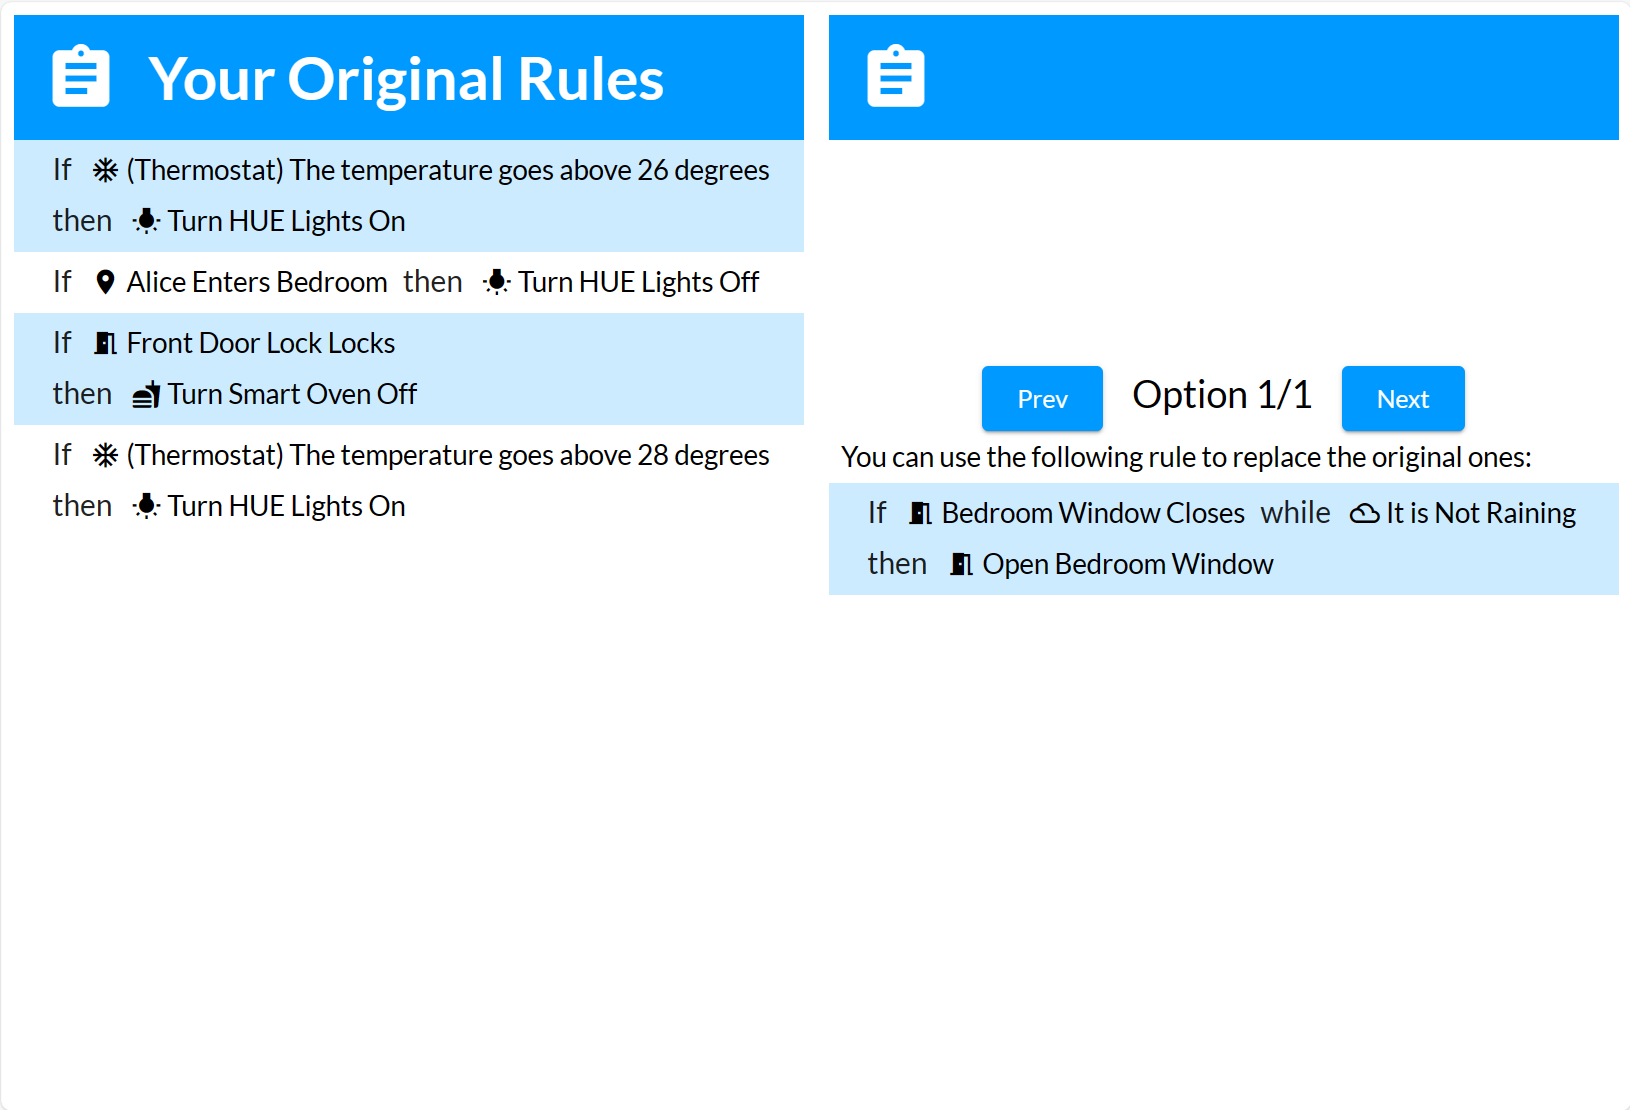 Your Original Rules
If (Thermostat) The temperature goes above 26 degrees
then Turn HUE Lights On
If Alice Enters Bedroom then Turn HUE Lights Off
If Front Door Lock Locks
then Turn Smart Oven Off
If (Thermostat) The temperature goes above 28 degrees
then Turn HUE Lights On
Prev Option 1/1 Next
You can use the following rule to replace the original ones:
If Bedroom Window Closes while It is Not Raining
then Open Bedroom Window